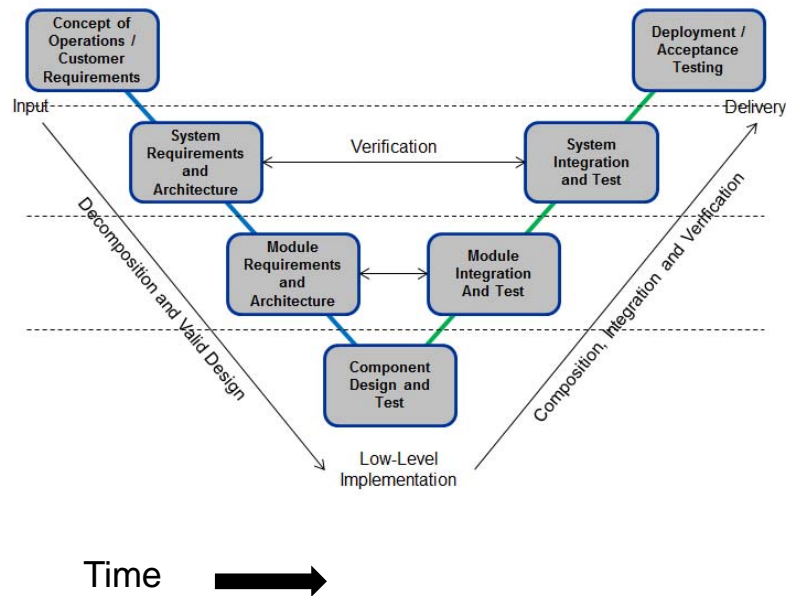 Concept of
Operations /
Customer
Requirements
Deployment /
Acceptance
Testing
Input
Delivery
System
Requirements
and
Architecture
Verification
System
Integration
and Test
Decomposition and Valid Design
Module
Requirements
and
Architecture
Module
Integration
And Test
Composition, Integration and Verification
Component
Design and
Test
Low-Level
Implementation
Time